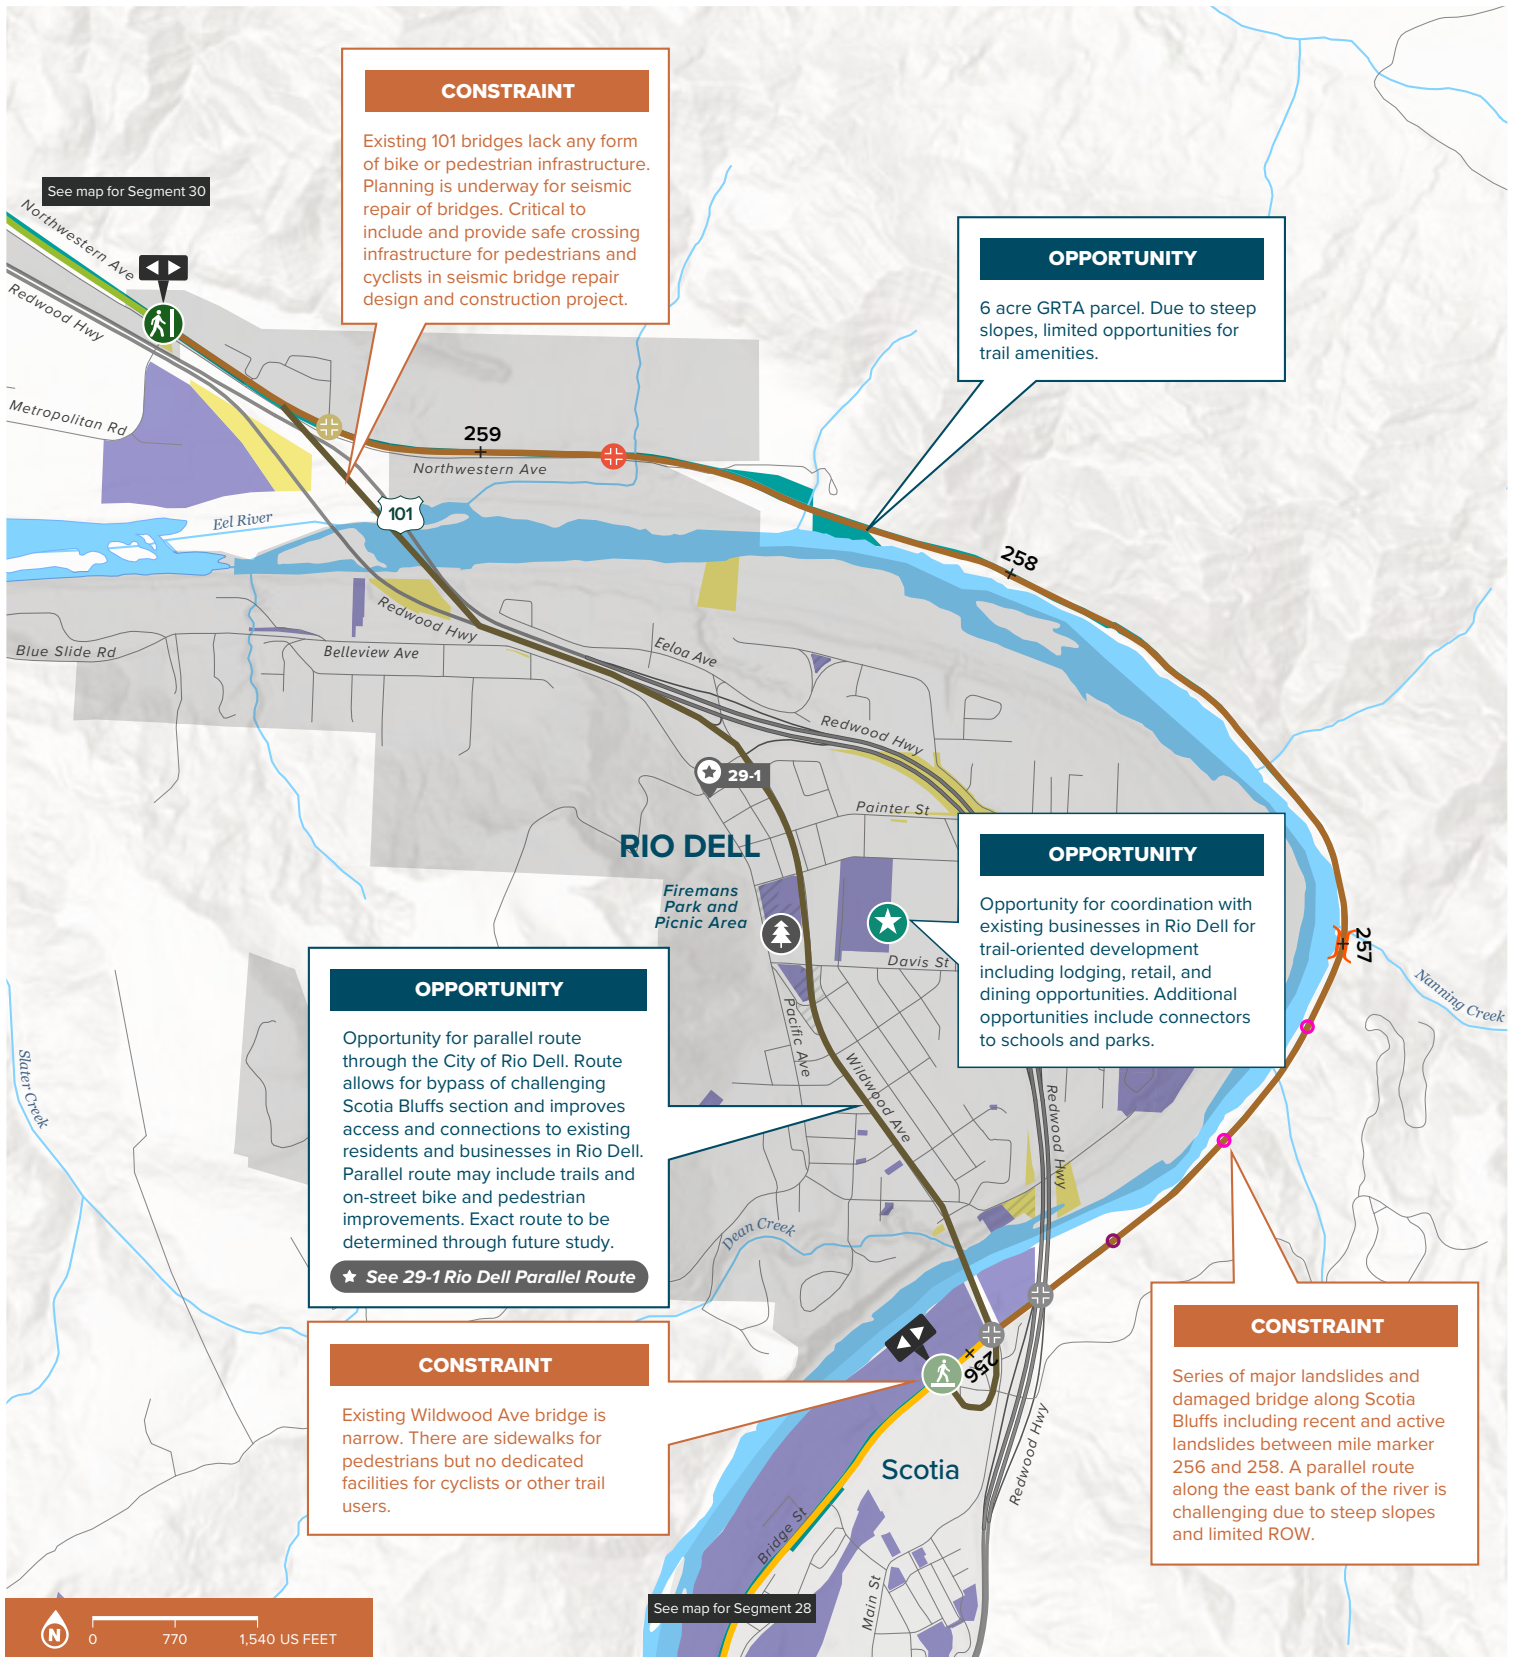 CONSTRAINT
Existing 101 bridges lack any form
of bike or pedestrian infrastructure.
Planning is underway for seismic
repair of bridges. Critical to
include and provide safe crossing
infrastructure for pedestrians and
cyclists in seismic bridge repair
design and construction project.
See map for Segment 30
Northwestern Ave
Redwood Hwy
Metropolitan Rd
OPPORTUNITY
6 acre GRTA parcel. Due to steep
slopes, limited opportunities for
trail amenities.
259
Northwestern Ave
101
Eel River
258
Redwood Hwy
Blue Slide Rd
Belleview Ave
Eeloa Ave
Redwood Hwy
29-1
Painter St
RIO DELL
Firemans
Park and
Picnic Area
Davis St
OPPORTUNITY
Opportunity for coordination with
existing businesses in Rio Dell for
trail-oriented development
including lodging, retail, and
dining opportunities. Additional
opportunities include connectors
to schools and parks.
257
Nanning Creek
OPPORTUNITY
Opportunity for parallel route
through the City of Rio Dell. Route
allows for bypass of challenging
Scotia Bluffs section and improves
access and connections to existing
residents and businesses in Rio Dell.
Parallel route may include trails and
on-street bike and pedestrian
improvements. Exact route to be
determined through future study.
See 29-1 Rio Dell Parallel Route
Pacific Ave
Wildwood Ave
Redwood Hwy
Slater Creek
Dean Creek
CONSTRAINT
Existing Wildwood Ave bridge is
narrow. There are sidewalks for
pedestrians but no dedicated
facilities for cyclists or other trail
users.
256
Scotia
Redwood Hwy
CONSTRAINT
Series of major landslides and
damaged bridge along Scotia
Bluffs including recent and active
landslides between mile marker
256 and 258. A parallel route
along the east bank of the river is
challenging due to steep slopes
and limited ROW.
Bridge St
Main St
See map for Segment 28
N
0 770 1,540 US FEET